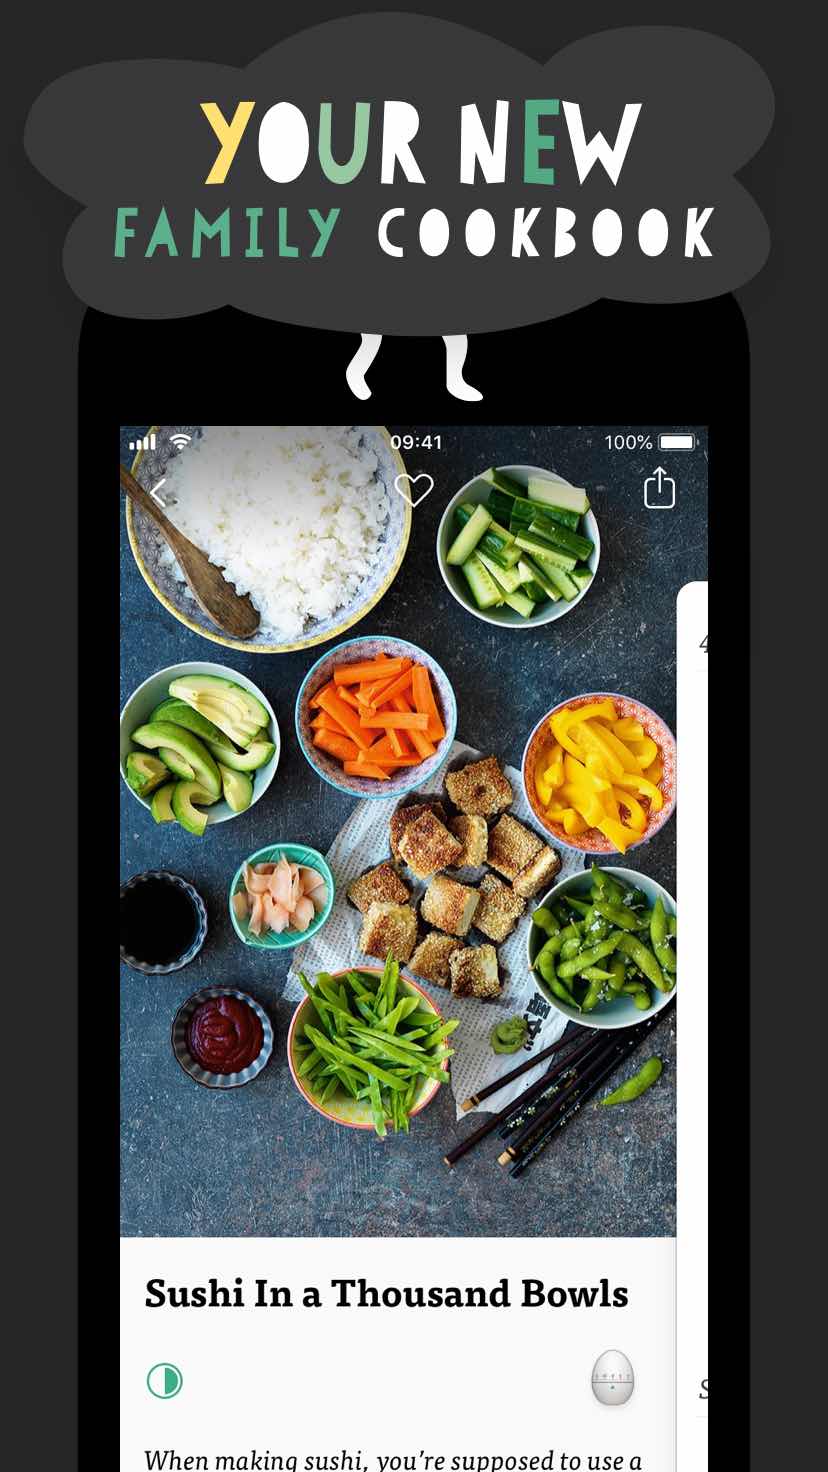 YOUR NEW
FAMILY COOKBOOK
09:41
100%
4
Sushi In a Thousand Bowls
S
When making sushi, you're supposed to use a